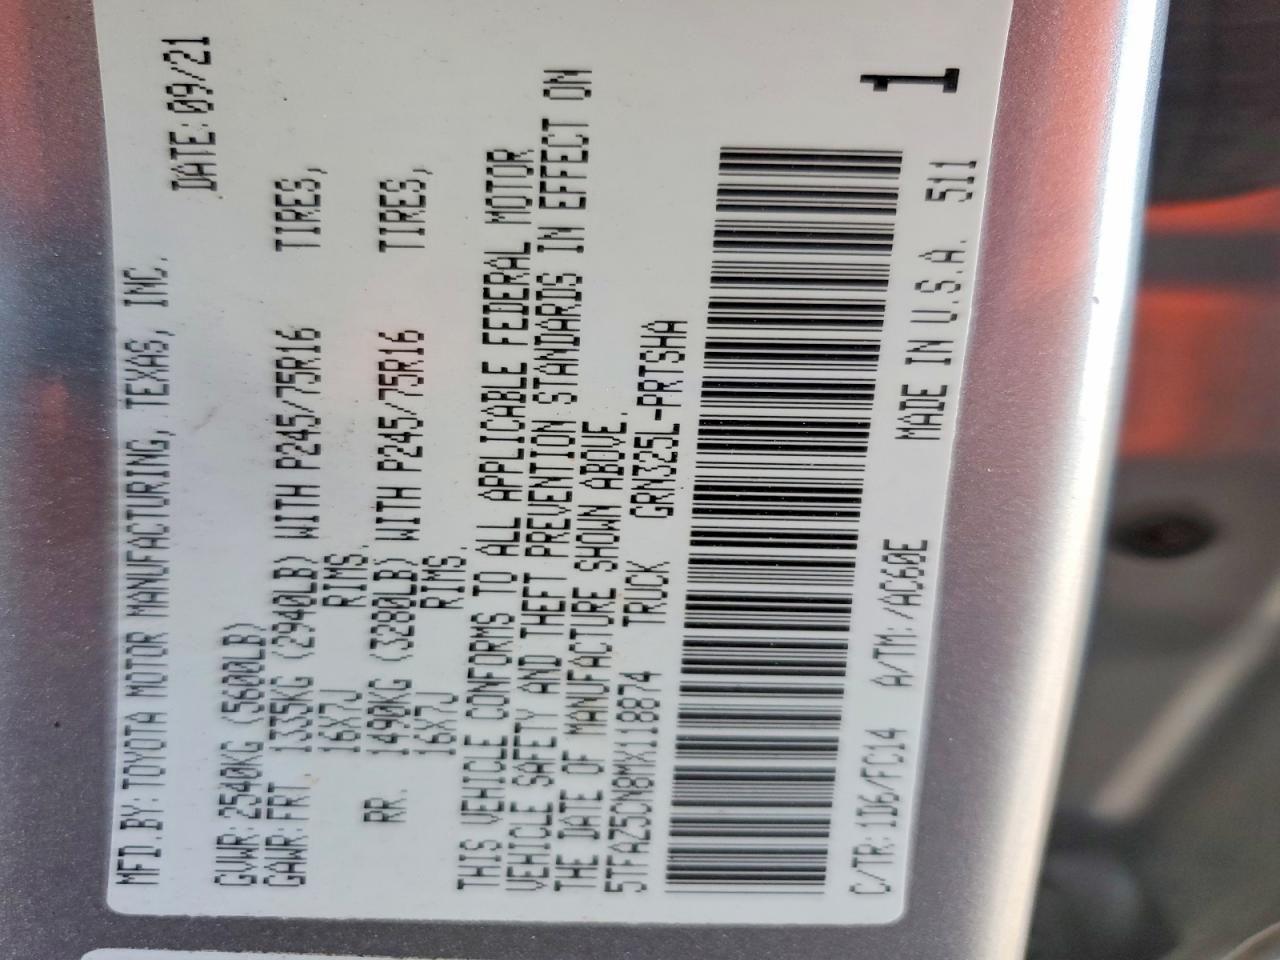 MFD.BY:TOYOTA MOTOR MANUFACTURING, TEXAS, INC.
DATE:09/21
GVWR:2540KG (5600LB)
GAWR:FRT. 1335KG (2940LB) WITH P245/75R16 TIRES,
16X7J RIMS.
RR. 1490KG (3280LB) WITH P245/75R16 TIRES,
16X7J RIMS.
THIS VEHICLE CONFORMS TO ALL APPLICABLE FEDERAL MOTOR
VEHICLE SAFETY AND THEFT PREVENTION STANDARDS IN EFFECT ON
THE DATE OF MANUFACTURE SHOWN ABOVE.
5TFAZ5CN8MX118874 TRUCK GRN325L-PRTSHA
C/TR:1D6/FC14 A/TM:/AC60E MADE IN U.S.A. 511
1